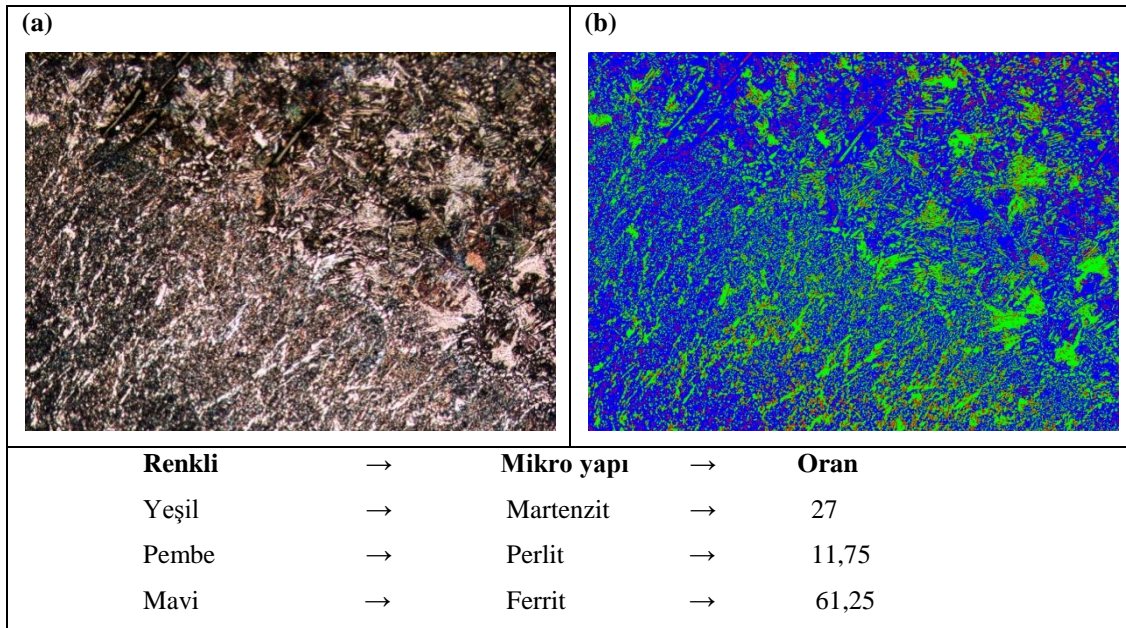 (a) (b)
Renkli → Mikro yapı → Oran
Yeşil → Martenzit → 27
Pembe → Perlit → 11,75
Mavi → Ferrit → 61,25